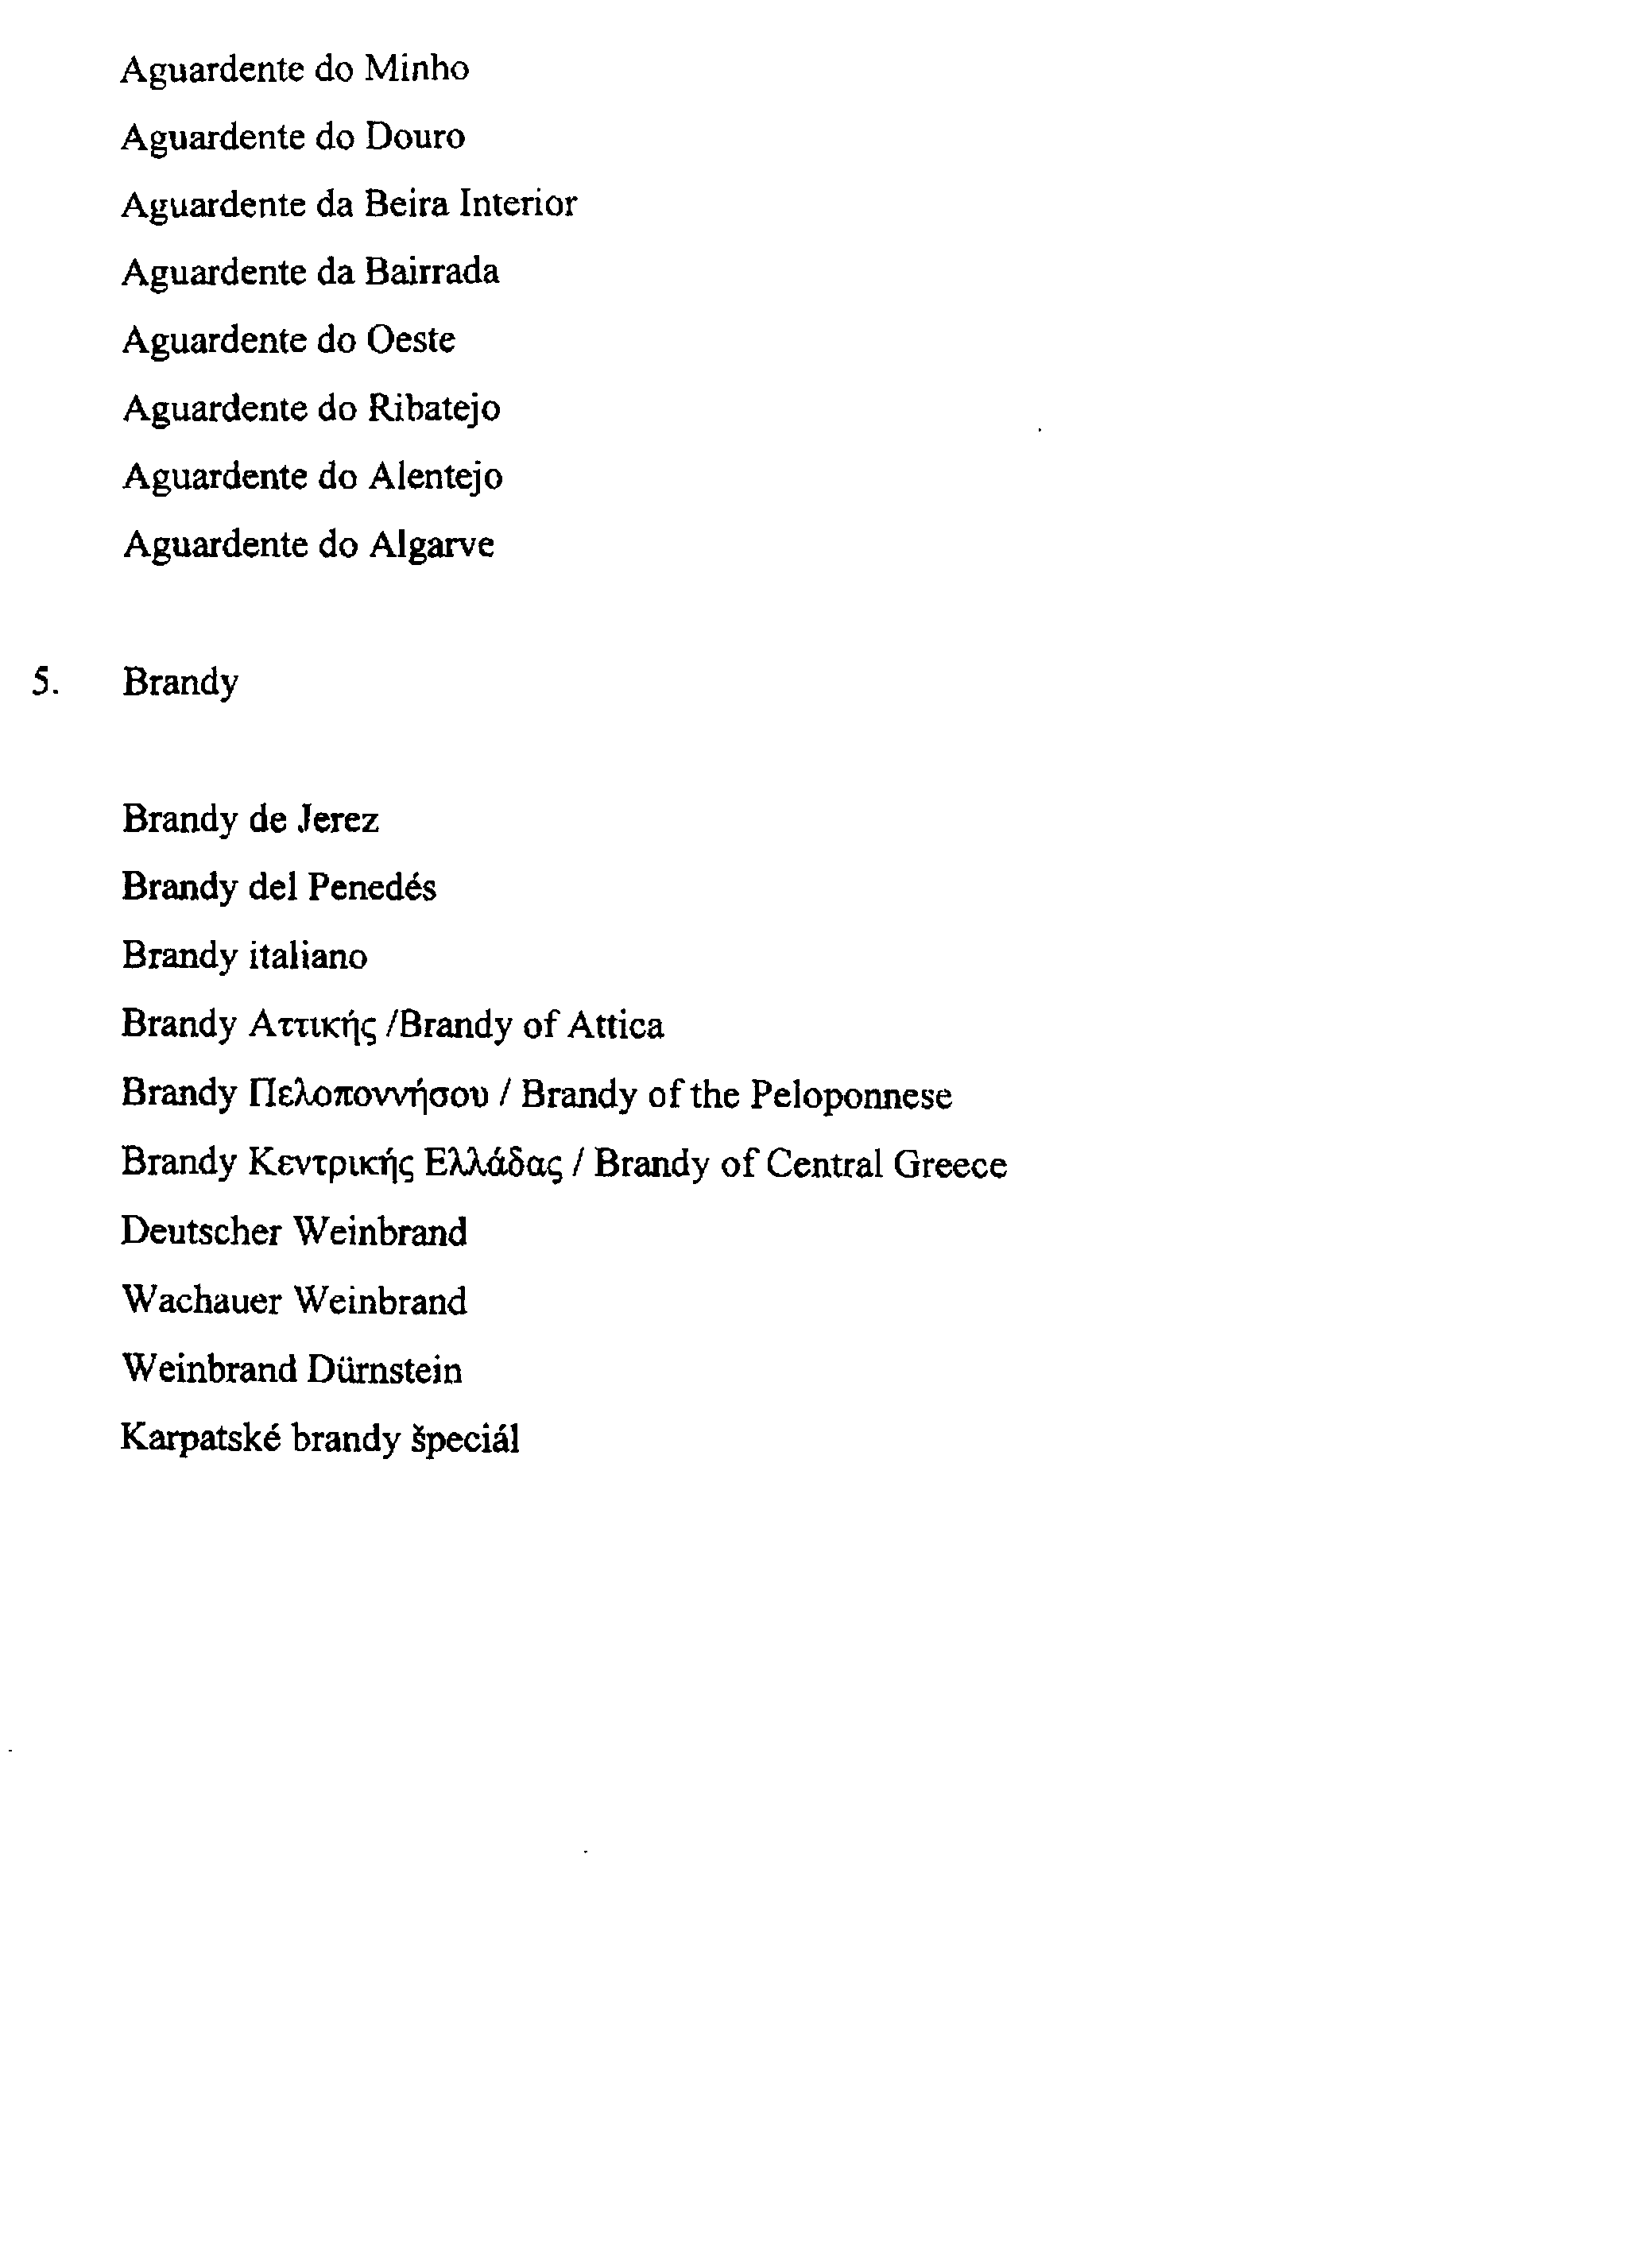 Aguardente do Minho
Aguardente do Douro
Aguardente da Beira Interior
Aguardente da Bairrada
Aguardente do Oeste
Aguardente do Ribatejo
Aguardente do Alentejo
Aguardente do Algarve
5. Brandy
Brandy de Jerez
Brandy del Penedés
Brandy italiano
Brandy Αττικής /Brandy of Attica
Brandy Πελοποννήσου / Brandy of the Peloponnese
Brandy Κεντρικής Ελλάδας / Brandy of Central Greece
Deutscher Weinbrand
Wachauer Weinbrand
Weinbrand Dürnstein
Karpatské brandy špeciál